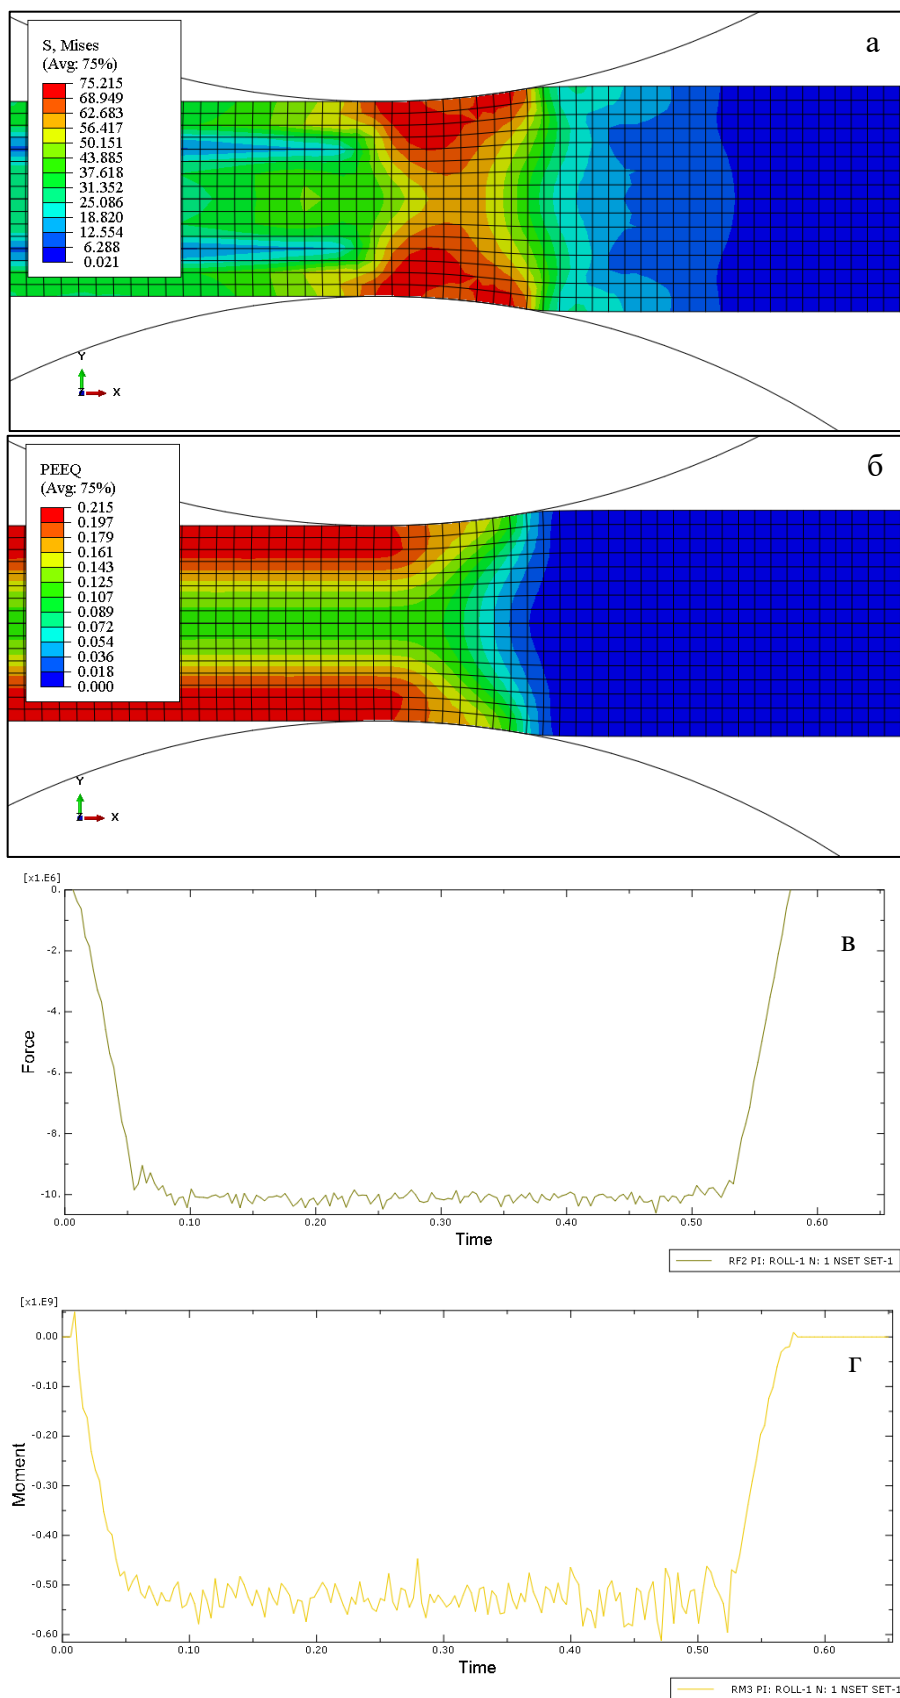 а
S, Mises
(Avg: 75%)
75.215
68.949
62.683
56.417
50.151
43.885
37.618
31.352
25.086
18.820
12.554
6.288
0.021
Y
Z
X
б
PEEQ
(Avg: 75%)
0.215
0.197
0.179
0.161
0.143
0.125
0.107
0.089
0.072
0.054
0.036
0.018
0.000
Y
Z
X
[x1.E6]
0.
-2.
-4.
-6.
-8.
-10.
Force
в
0.00 0.10 0.20 0.30 0.40 0.50 0.60
Time
RF2 PI: ROLL-1 N: 1 NSET SET-1
[x1.E9]
0.00
-0.10
-0.20
-0.30
-0.40
-0.50
-0.60
Moment
г
0.00 0.10 0.20 0.30 0.40 0.50 0.60
Time
RM3 PI: ROLL-1 N: 1 NSET SET-1